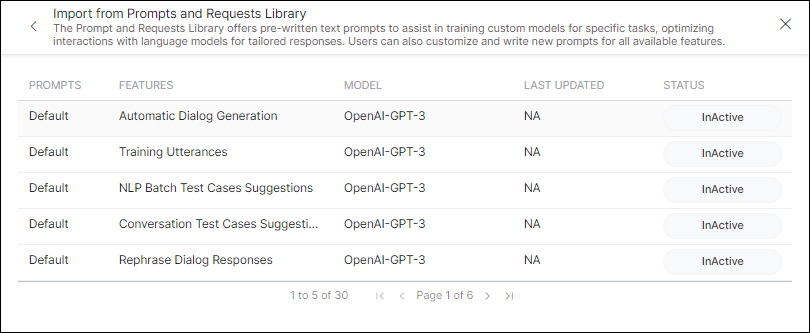 Import from Prompts and Requests Library
The Prompt and Requests Library offers pre-written text prompts to assist in training custom models for specific tasks, optimizing
interactions with language models for tailored responses. Users can also customize and write new prompts for all available features.
PROMPTS FEATURES MODEL LAST UPDATED STATUS
Default Automatic Dialog Generation OpenAI-GPT-3 NA InActive
Default Training Utterances OpenAI-GPT-3 NA InActive
Default NLP Batch Test Cases Suggestions OpenAI-GPT-3 NA InActive
Default Conversation Test Cases Suggesti... OpenAI-GPT-3 NA InActive
Default Rephrase Dialog Responses OpenAI-GPT-3 NA InActive
1 to 5 of 30 Page 1 of 6